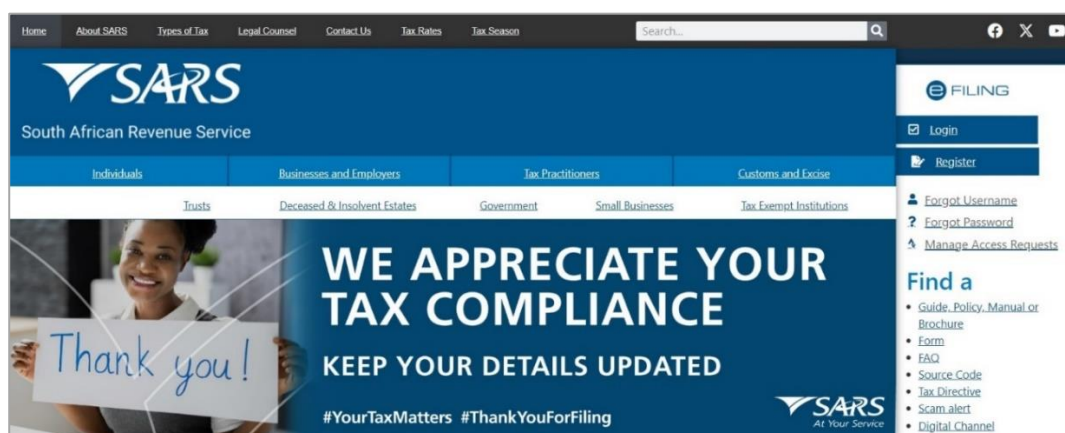 Home About SARS Types of Tax Legal Counsel Contact Us Tax Rates Tax Season Search...
SARS
South African Revenue Service
Individuals Businesses and Employers Tax Practitioners Customs and Excise
Trusts Deceased & Insolvent Estates Government Small Businesses Tax Exempt Institutions
Thank you!
WE APPRECIATE YOUR
TAX COMPLIANCE
KEEP YOUR DETAILS UPDATED
#YourTaxMatters #ThankYouForFiling
SARS
At Your Service
e FILING
Login
Register
Forgot Username
? Forgot Password
Manage Access Requests
Find a
Guide, Policy, Manual or
Brochure
Form
FAQ
Source Code
Tax Directive
Scam alert
Digital Channel